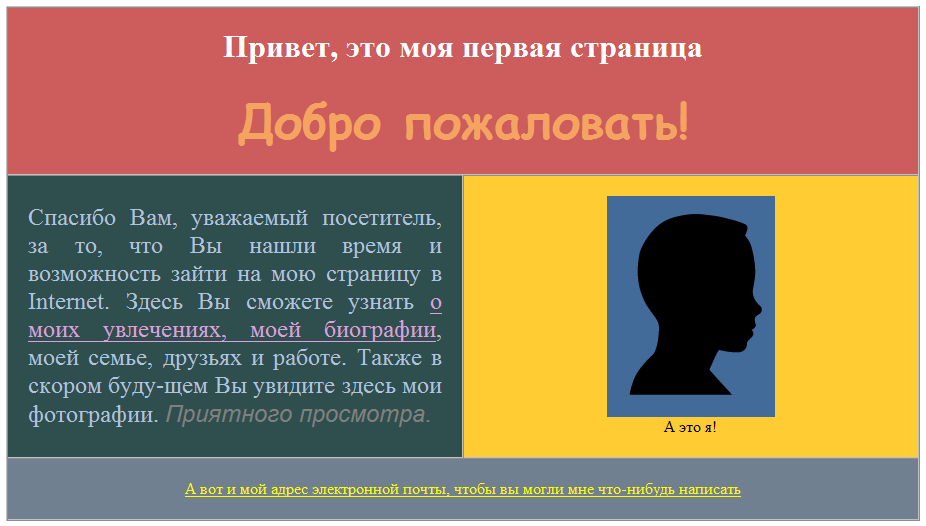 Привет, это моя первая страница
Добро пожаловать!
Спасибо Вам, уважаемый посетитель,
за то, что Вы нашли время и
возможность зайти на мою страницу в
Internet. Здесь Вы сможете узнать о
моих увлечениях, моей биографии,
моей семье, друзьях и работе. Также в
скором буду-щем Вы увидите здесь мои
фотографии. Приятного просмотра.
А это я!
А вот и мой адрес электронной почты, чтобы вы могли мне что-нибудь написать